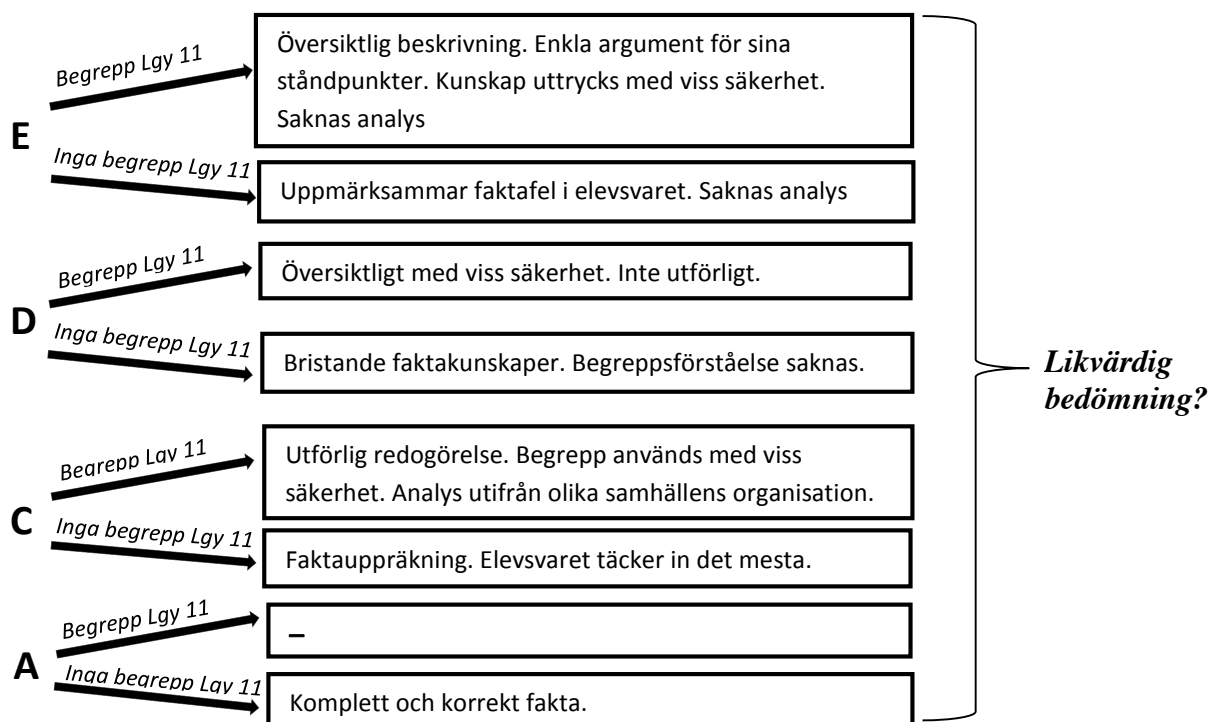 Begrepp Lgy 11
Översiktlig beskrivning. Enkla argument för sina
ståndpunkter. Kunskap uttrycks med viss säkerhet.
Saknas analys
E
Inga begrepp Lgy 11
Uppmärksammar faktafel i elevsvaret. Saknas analys
Begrepp Lgy 11
Översiktligt med viss säkerhet. Inte utförligt.
D
Inga begrepp Lgy 11
Bristande faktakunskaper. Begreppsförståelse saknas.
Likvärdig
bedömning?
Begrepp Lgy 11
Utförlig redogörelse. Begrepp används med viss
säkerhet. Analys utifrån olika samhällens organisation.
C
Inga begrepp Lgy 11
Faktauppräkning. Elevsvaret täcker in det mesta.
Begrepp Lgy 11
–
A
Inga begrepp Lgy 11
Komplett och korrekt fakta.